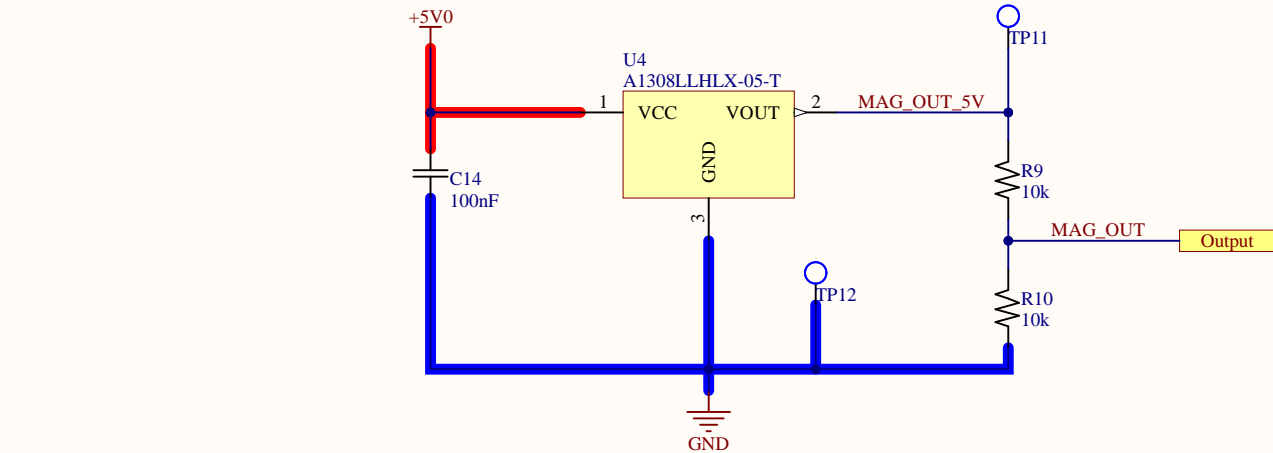 +5V0
TP11
U4
A1308LLHLX-05-T
1
VCC
VOUT
2
MAG_OUT_5V
GND
3
C14
100nF
R9
10k
MAG_OUT
Output
TP12
R10
10k
GND